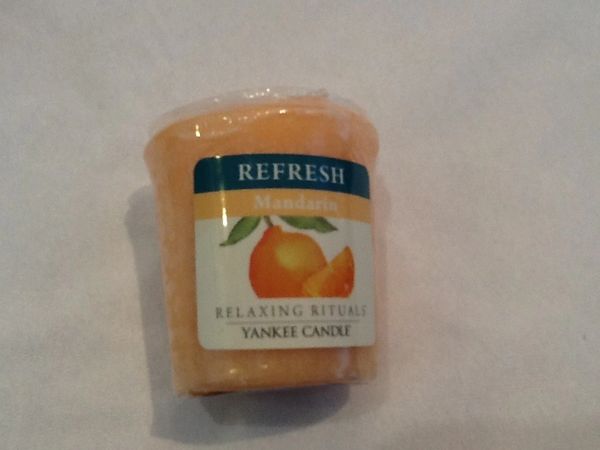 REFRESH
Mandarin
RELAXING RITUALS
YANKEE CANDLE